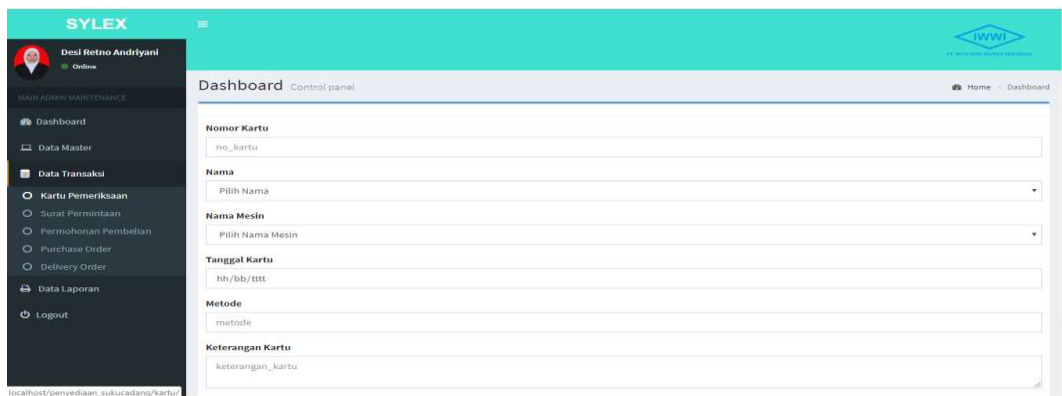 SYLEX
IWWI
Desi Retno Andriyani
Online
MAIN ADMIN MAINTENANCE
Dashboard
Data Master
Data Transaksi
Kartu Pemeriksaan
Surat Permintaan
Permohonan Pembelian
Purchase Order
Delivery Order
Data Laporan
Logout
localhost/penyediaan_sukucadang/kartu/
Dashboard Control panel
Home > Dashboard
Nomor Kartu
no_kartu
Nama
Pilih Nama
Nama Mesin
Pilih Nama Mesin
Tanggal Kartu
hh/bb/tttt
Metode
metode
Keterangan Kartu
keterangan_kartu